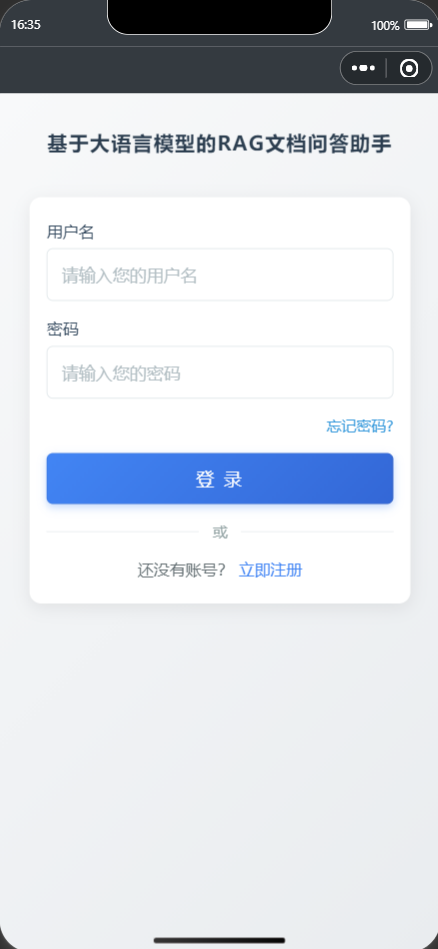 16:35
100%
基于大语言模型的RAG文档问答助手
用户名
请输入您的用户名
密码
请输入您的密码
忘记密码?
登 录
或
还没有账号? 立即注册